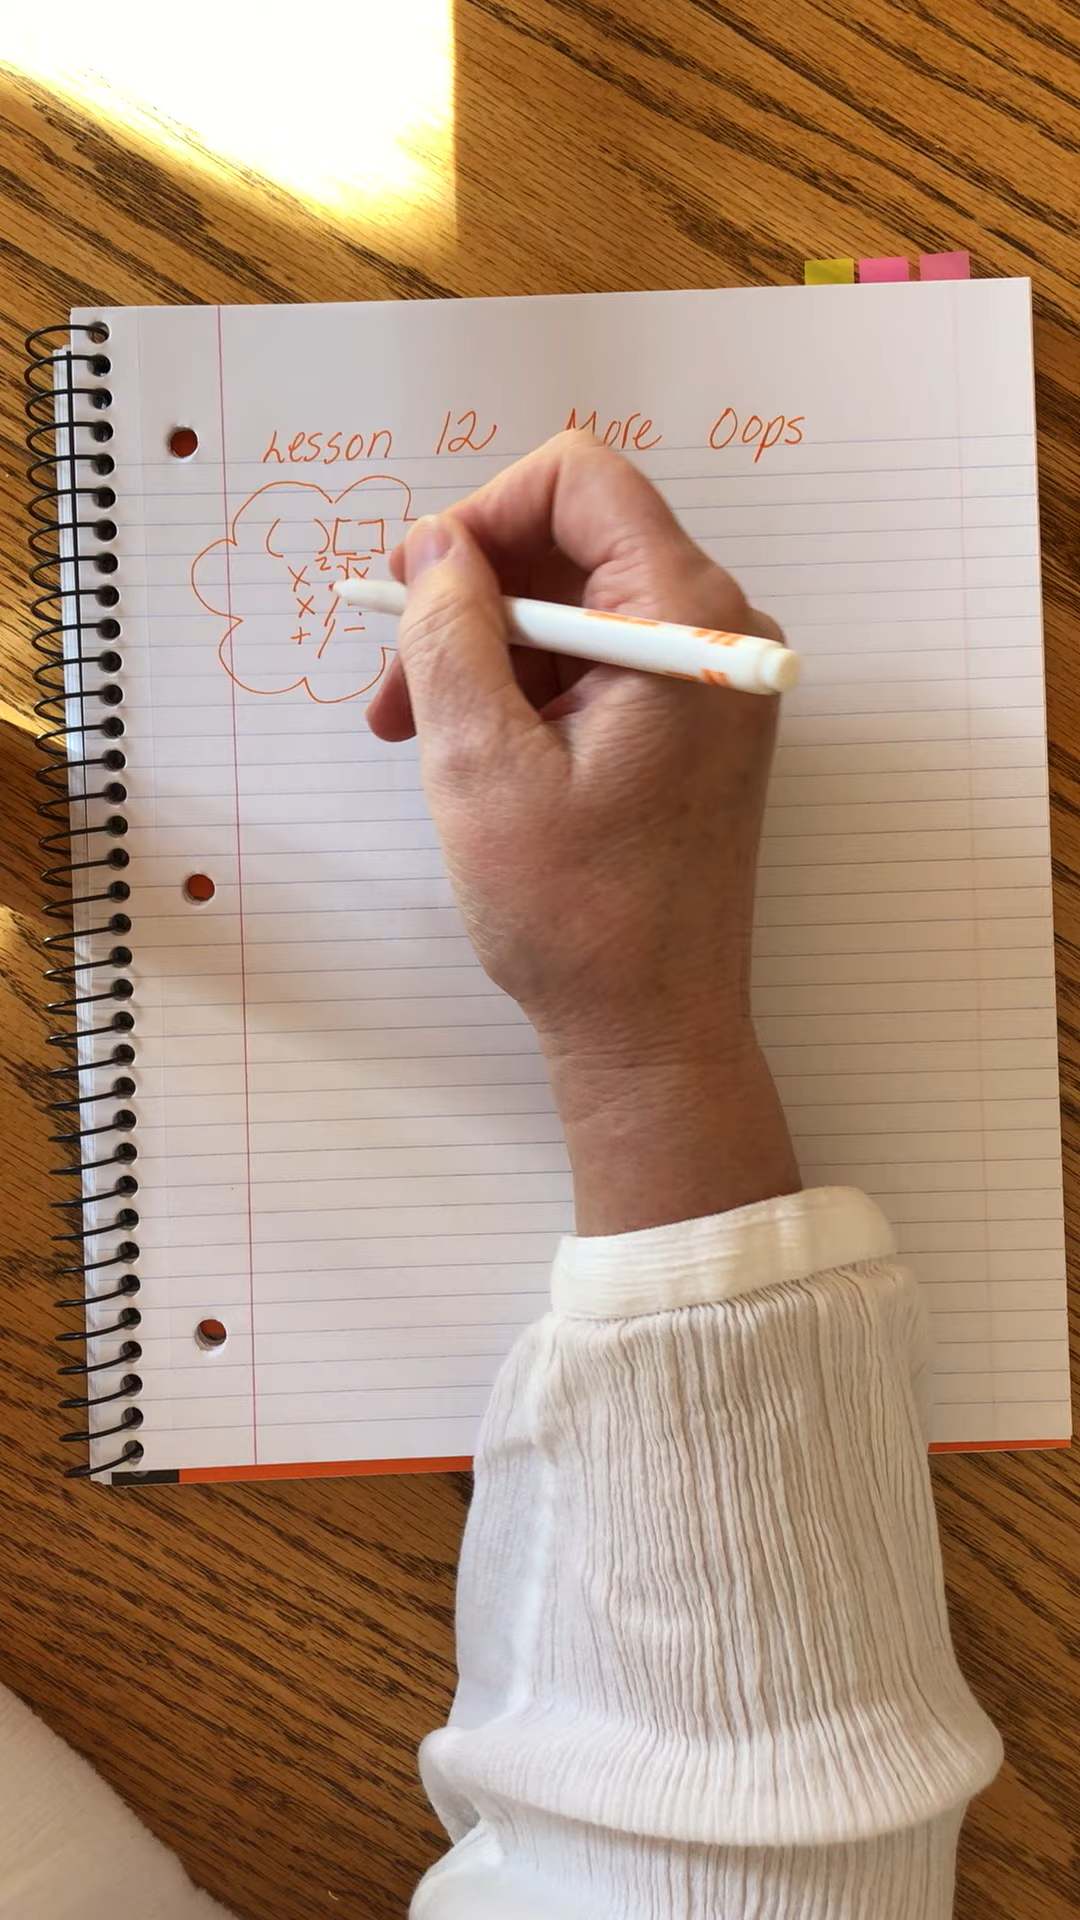 Lesson 12 More Oops
( ) [ ]
x² √x
x / ÷
+ / −